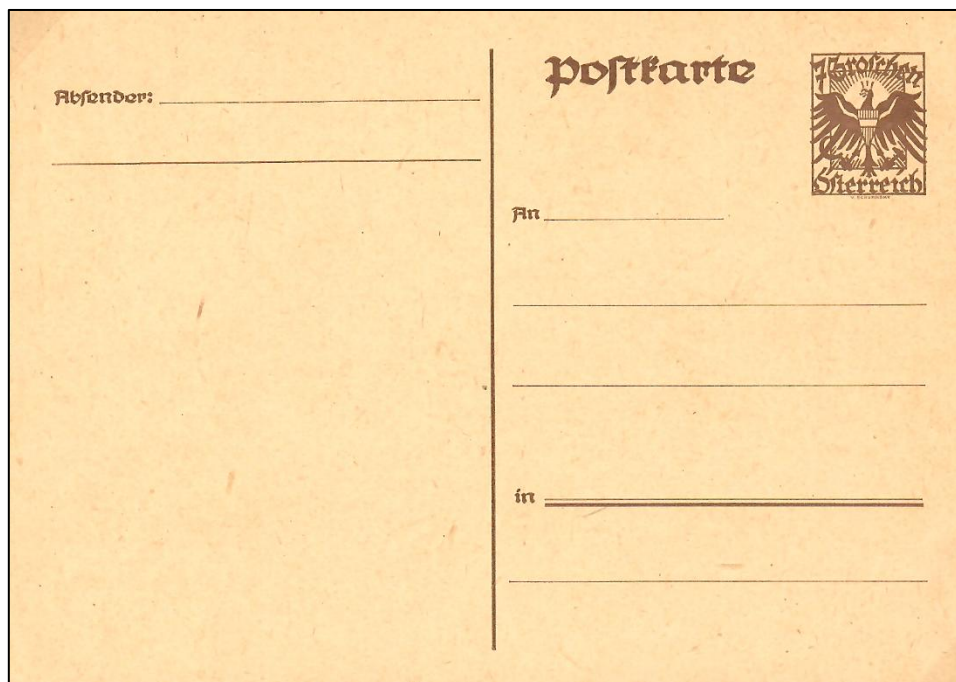 Absender:
Poſtkarte
7 Groſchen
Öſterreich
An
in